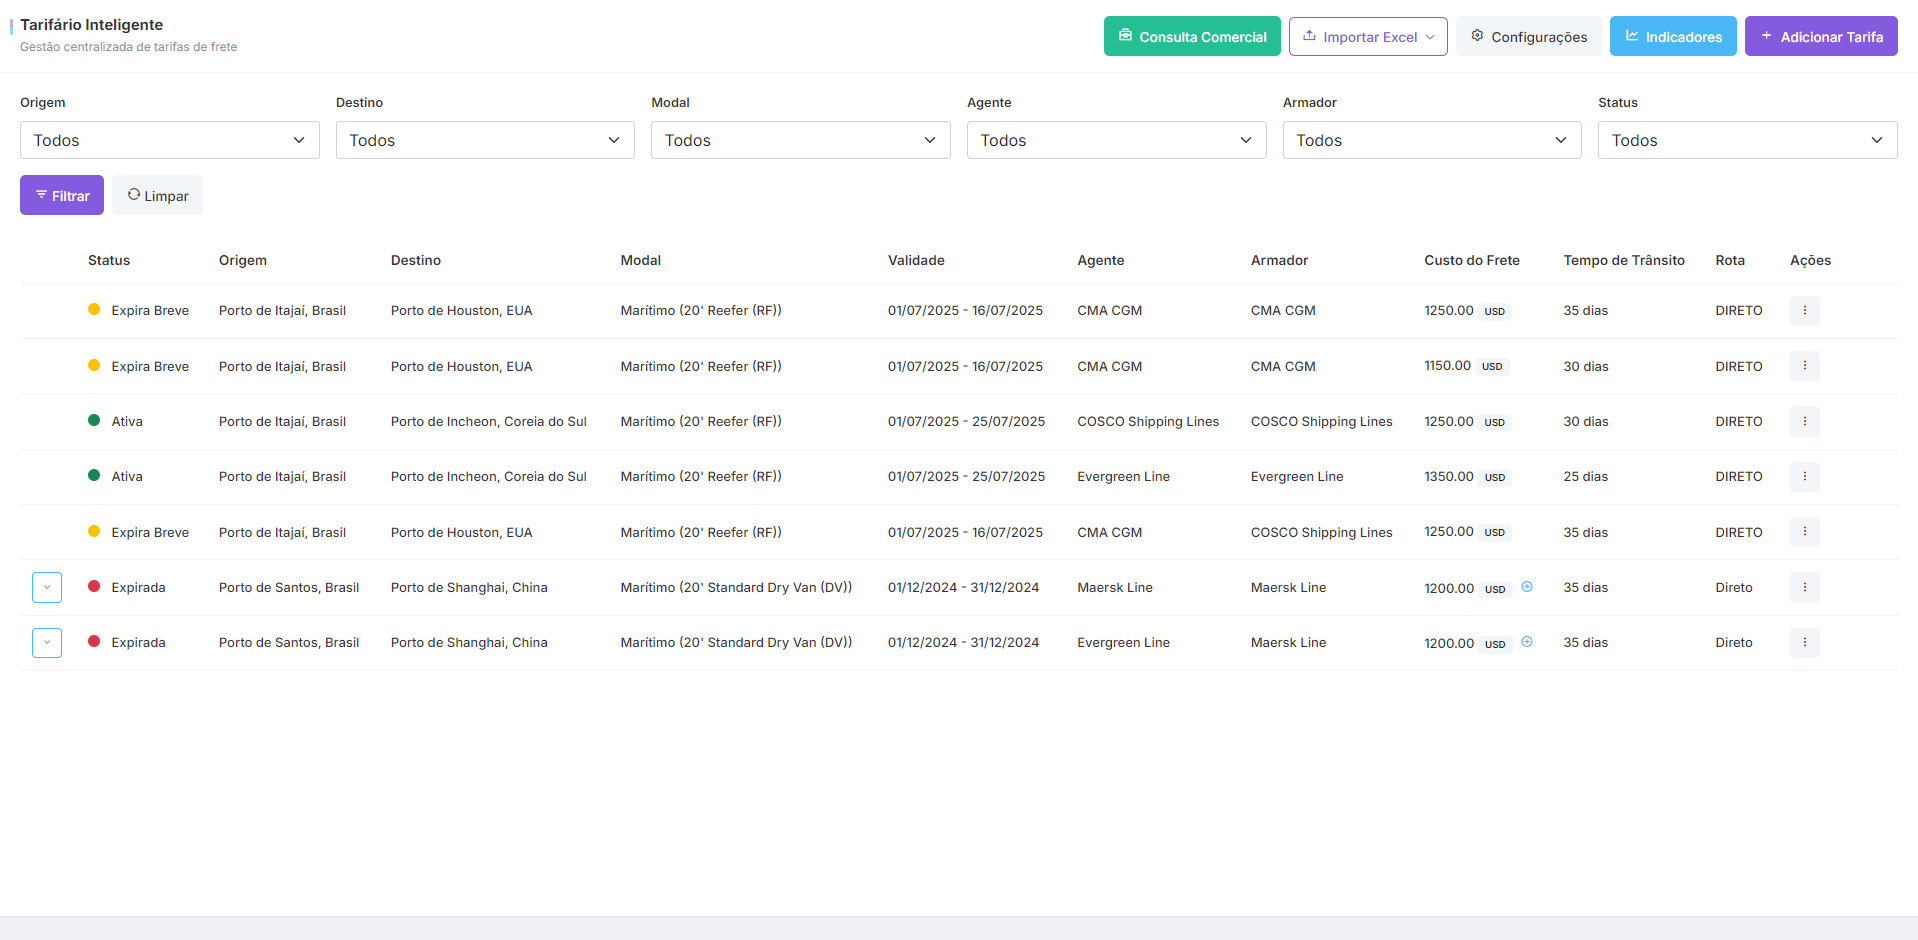 Tarifário Inteligente
Gestão centralizada de tarifas de frete
Consulta Comercial Importar Excel Configurações Indicadores + Adicionar Tarifa
Origem Destino Modal Agente Armador Status
Todos Todos Todos Todos Todos Todos
Filtrar Limpar
Status Origem Destino Modal Validade Agente Armador Custo do Frete Tempo de Trânsito Rota Ações
Expira Breve Porto de Itajaí, Brasil Porto de Houston, EUA Marítimo (20' Reefer (RF)) 01/07/2025 - 16/07/2025 CMA CGM CMA CGM 1250.00 USD 35 dias DIRETO
Expira Breve Porto de Itajaí, Brasil Porto de Houston, EUA Marítimo (20' Reefer (RF)) 01/07/2025 - 16/07/2025 CMA CGM CMA CGM 1150.00 USD 30 dias DIRETO
Ativa Porto de Itajaí, Brasil Porto de Incheon, Coreia do Sul Marítimo (20' Reefer (RF)) 01/07/2025 - 25/07/2025 COSCO Shipping Lines COSCO Shipping Lines 1250.00 USD 30 dias DIRETO
Ativa Porto de Itajaí, Brasil Porto de Incheon, Coreia do Sul Marítimo (20' Reefer (RF)) 01/07/2025 - 25/07/2025 Evergreen Line Evergreen Line 1350.00 USD 25 dias DIRETO
Expira Breve Porto de Itajaí, Brasil Porto de Houston, EUA Marítimo (20' Reefer (RF)) 01/07/2025 - 16/07/2025 CMA CGM COSCO Shipping Lines 1250.00 USD 35 dias DIRETO
Expirada Porto de Santos, Brasil Porto de Shanghai, China Marítimo (20' Standard Dry Van (DV)) 01/12/2024 - 31/12/2024 Maersk Line Maersk Line 1200.00 USD 35 dias Direto
Expirada Porto de Santos, Brasil Porto de Shanghai, China Marítimo (20' Standard Dry Van (DV)) 01/12/2024 - 31/12/2024 Evergreen Line Maersk Line 1200.00 USD 35 dias Direto